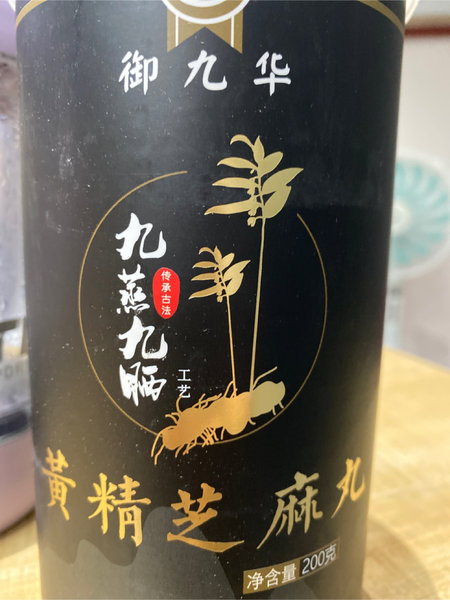 御九华
九蒸九晒
传承古法
工艺
黄精芝麻丸
净含量 200克